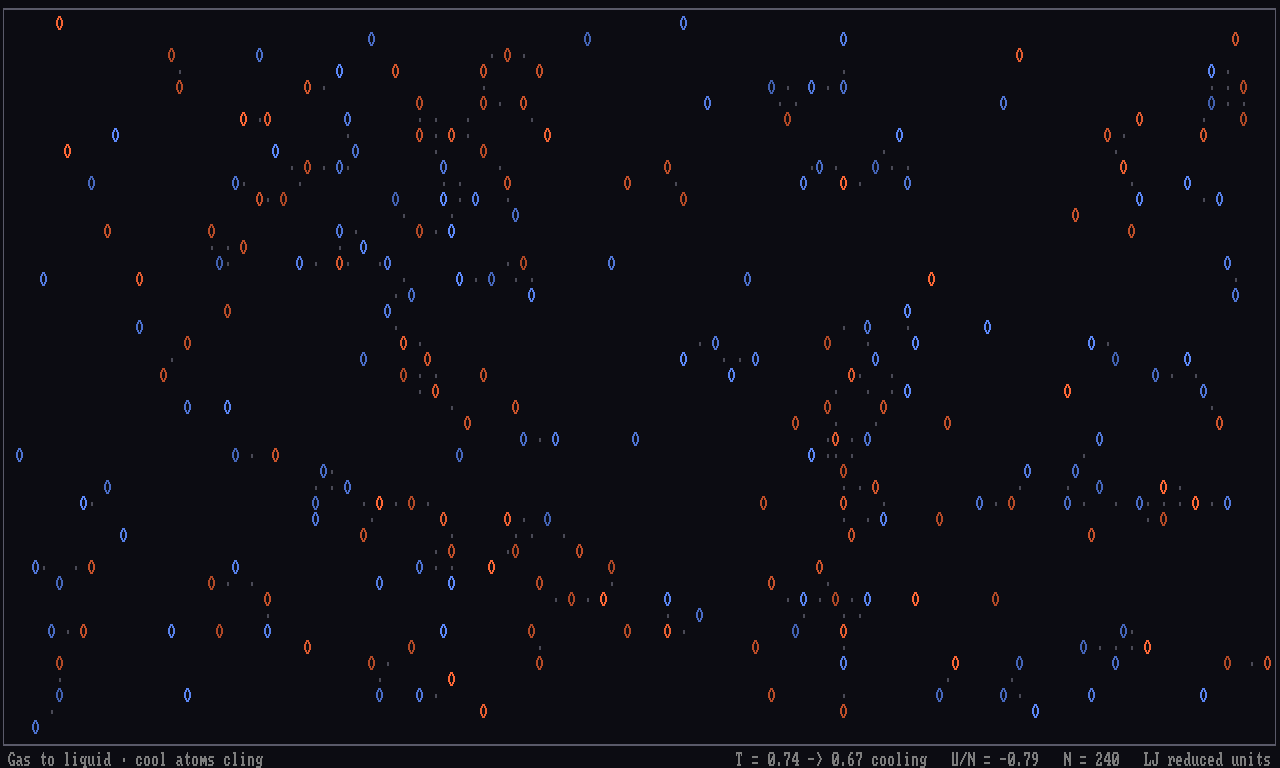 Gas to liquid · cool atoms cling
T = 0.74 -> 0.67 cooling   U/N = -0.79   N = 240   LJ reduced units